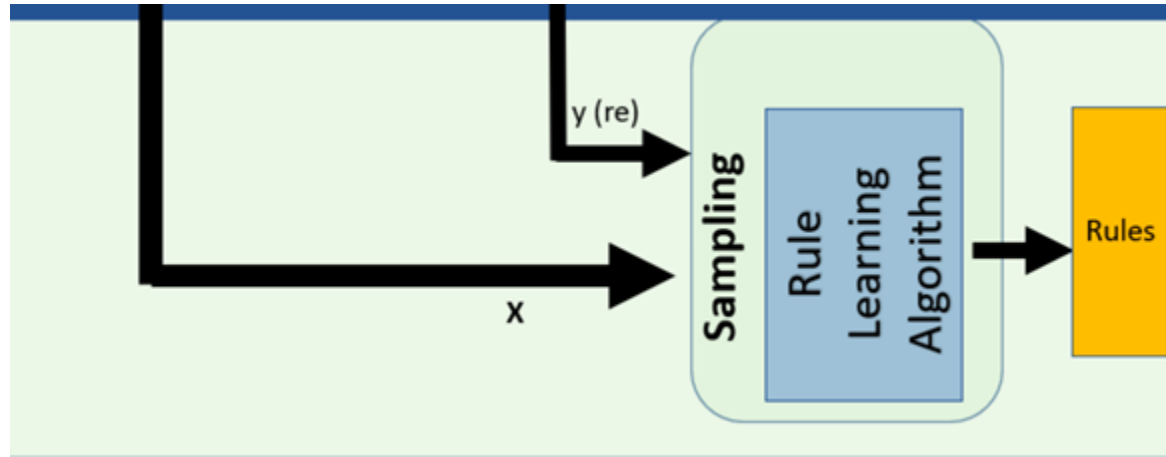 y (re)
X
Sampling
Rule
Learning
Algorithm
Rules